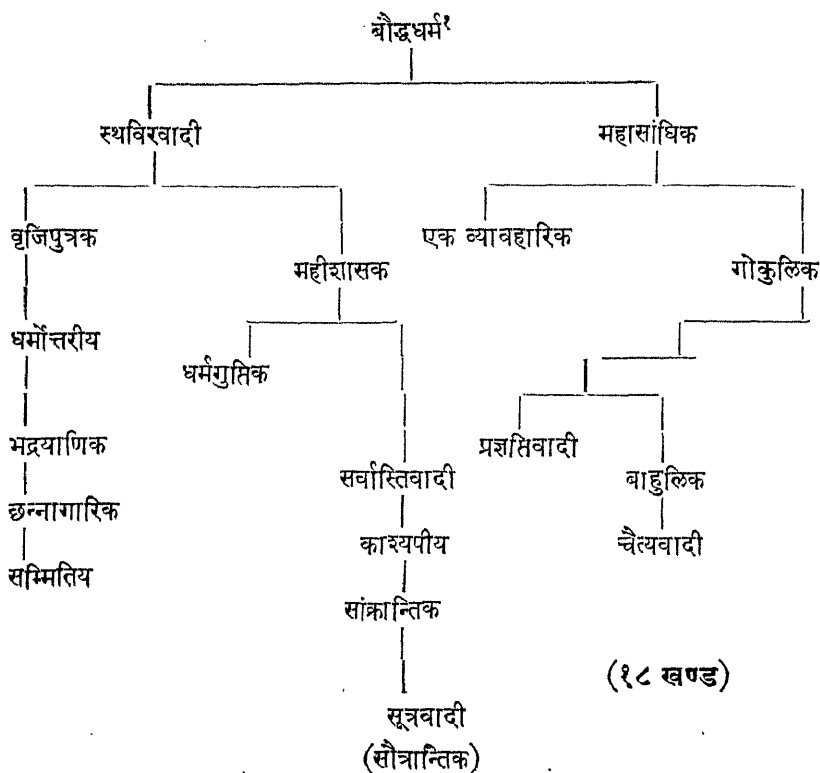 बौद्धधर्म१
स्थविरवादी महासांघिक
वृजिपुत्रक एक व्यावहारिक
महीशासक गोकुलिक
धर्मोत्तरीय
धर्मगुप्तिक
भद्रयाणिक प्रज्ञप्तिवादी
सर्वास्तिवादी बाहुलिक
छन्नागारिक
काश्यपीय चैत्यवादी
सम्मितिय
सांक्रान्तिक
(१८ खण्ड)
सूत्रवादी
(सौत्रान्तिक)